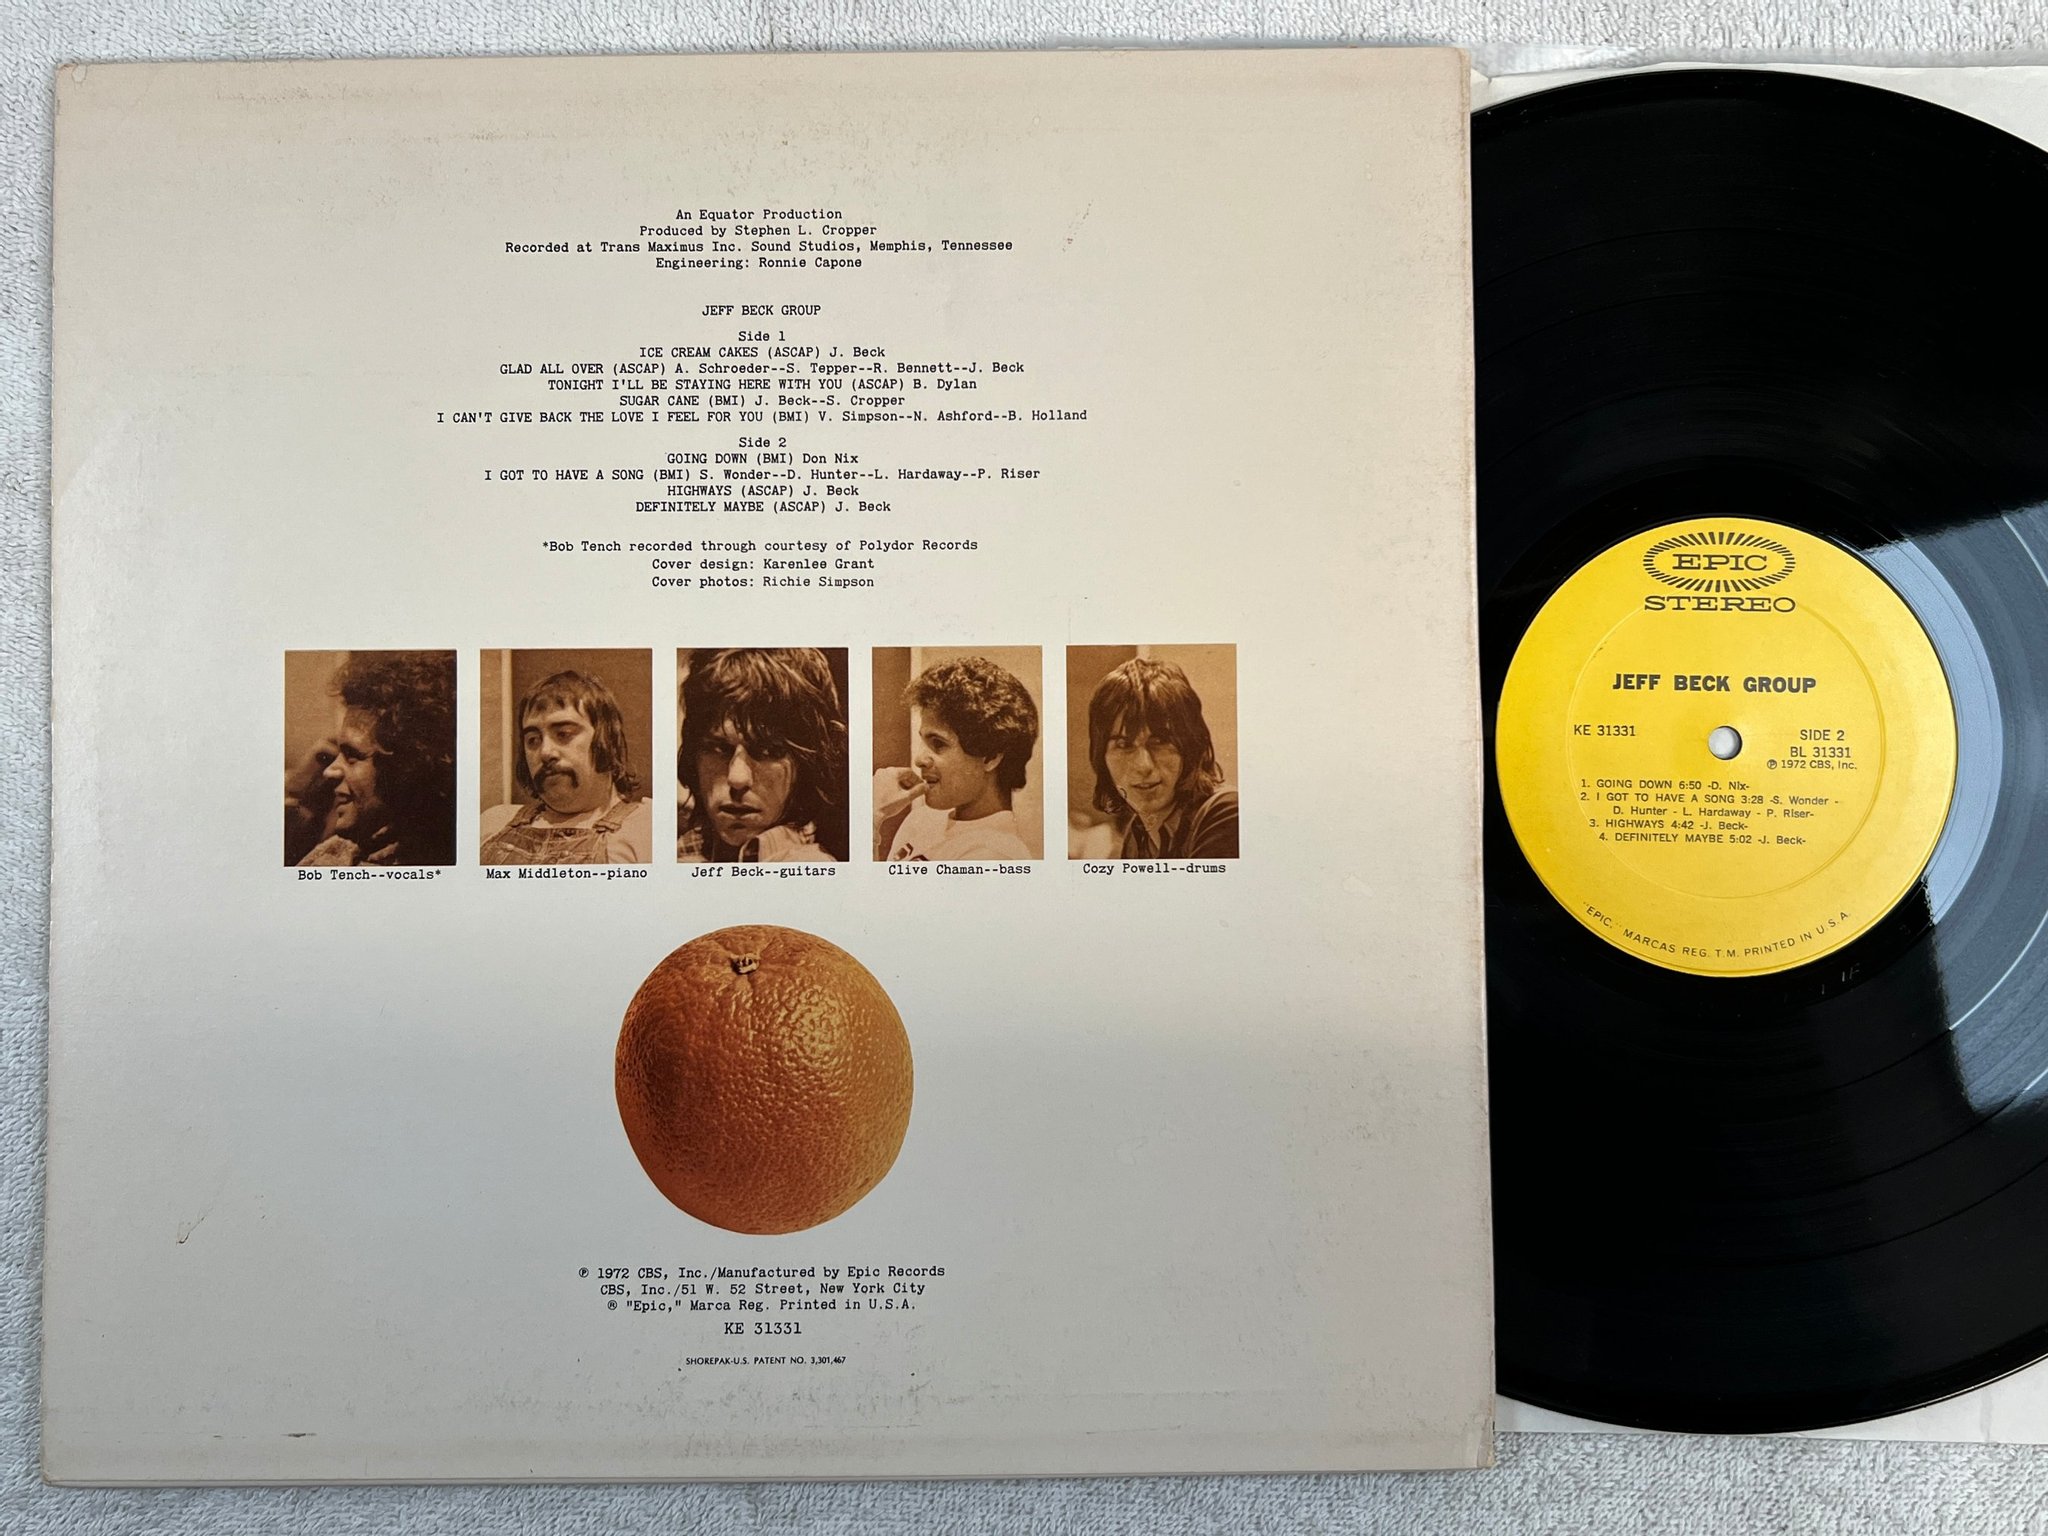 An Equator Production
Produced by Stephen L. Cropper
Recorded at Trans Maximus Inc. Sound Studios, Memphis, Tennessee
Engineering: Ronnie Capone
JEFF BECK GROUP
Side 1
ICE CREAM CAKES (ASCAP) J. Beck
GLAD ALL OVER (ASCAP) A. Schroeder--S. Tepper--R. Bennett--J. Beck
TONIGHT I'LL BE STAYING HERE WITH YOU (ASCAP) B. Dylan
SUGAR CANE (BMI) J. Beck--S. Cropper
I CAN'T GIVE BACK THE LOVE I FEEL FOR YOU (BMI) V. Simpson--N. Ashford--B. Holland
Side 2
GOING DOWN (BMI) Don Nix
I GOT TO HAVE A SONG (BMI) S. Wonder--D. Hunter--L. Hardaway--P. Riser
HIGHWAYS (ASCAP) J. Beck
DEFINITELY MAYBE (ASCAP) J. Beck
*Bob Tench recorded through courtesy of Polydor Records
Cover design: Karenlee Grant
Cover photos: Richie Simpson
Bob Tench--vocals*
Max Middleton--piano
Jeff Beck--guitars
Clive Chaman--bass
Cozy Powell--drums
℗ 1972 CBS, Inc./Manufactured by Epic Records
CBS, Inc./51 W. 52 Street, New York City
® "Epic," Marca Reg. Printed in U.S.A.
KE 31331
SHOREPAK-U.S. PATENT NO. 3,301,467
EPIC
STEREO
JEFF BECK GROUP
KE 31331
SIDE 2
BL 31331
℗ 1972 CBS, Inc.
1. GOING DOWN 6:50 -D. Nix-
2. I GOT TO HAVE A SONG 3:28 -S. Wonder -
D. Hunter - L. Hardaway - P. Riser-
3. HIGHWAYS 4:42 -J. Beck-
4. DEFINITELY MAYBE 5:02 -J. Beck-
"EPIC," MARCAS REG. T.M. PRINTED IN U.S.A.